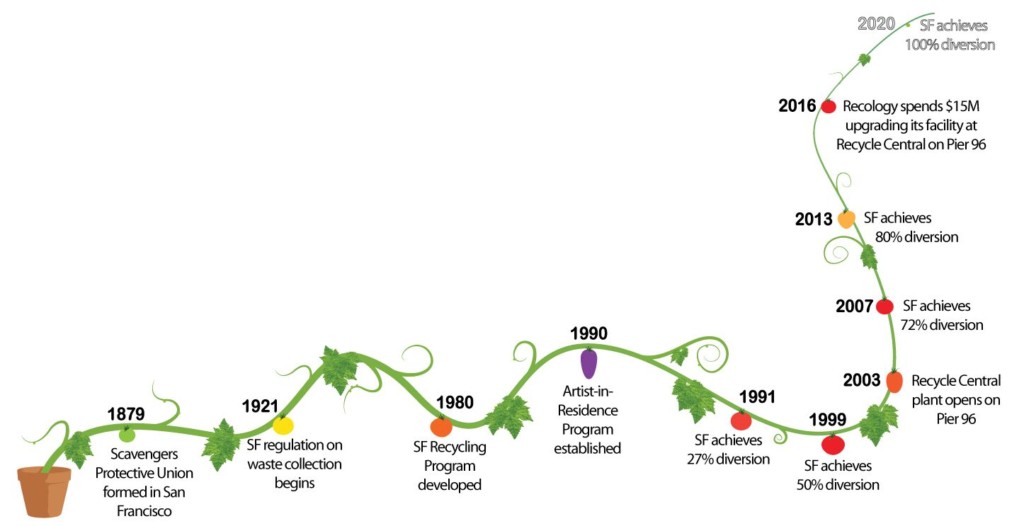 1879
Scavengers
Protective Union
formed in San
Francisco
1921
SF regulation on
waste collection
begins
1980
SF Recycling
Program
developed
1990
Artist-in-
Residence
Program
established
1991
SF achieves
27% diversion
1999
SF achieves
50% diversion
2003
Recycle Central
plant opens on
Pier 96
2007
SF achieves
72% diversion
2013
SF achieves
80% diversion
2016
Recology spends $15M
upgrading its facility at
Recycle Central on Pier 96
2020
SF achieves
100% diversion